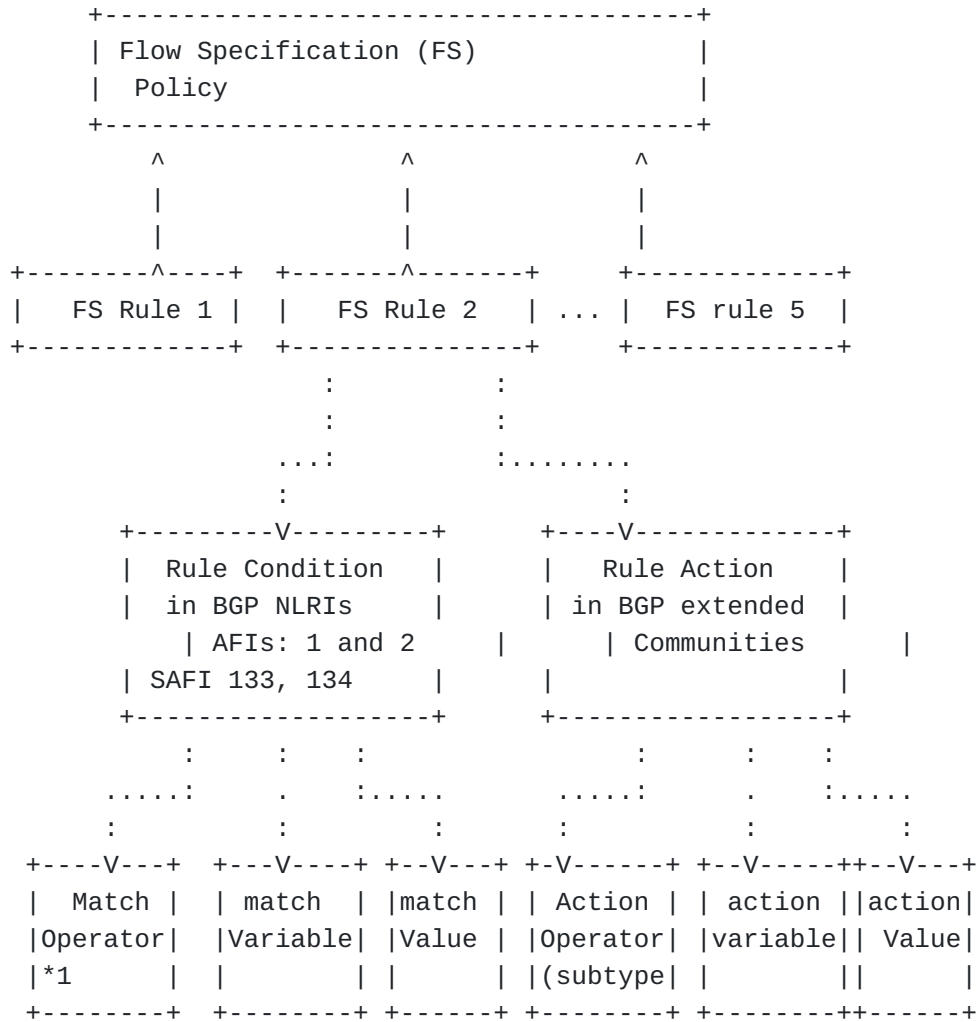 Flow Specification (FS)
Policy
FS Rule 1 | FS Rule 2 | ... | FS rule 5
Rule Condition | Rule Action
in BGP NLRIs | in BGP extended
AFIs: 1 and 2 | Communities
SAFI 133, 134
Match | match | match | Action | action | action
Operator | Variable | Value | Operator | variable | Value
*1 | (subtype